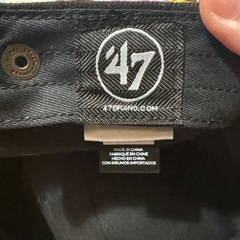 47
47BRAND.COM
MADE IN CHINA
FABRIQUÉ EN CHINE
HECHO EN CHINA
CON INSUMOS IMPORTADOS